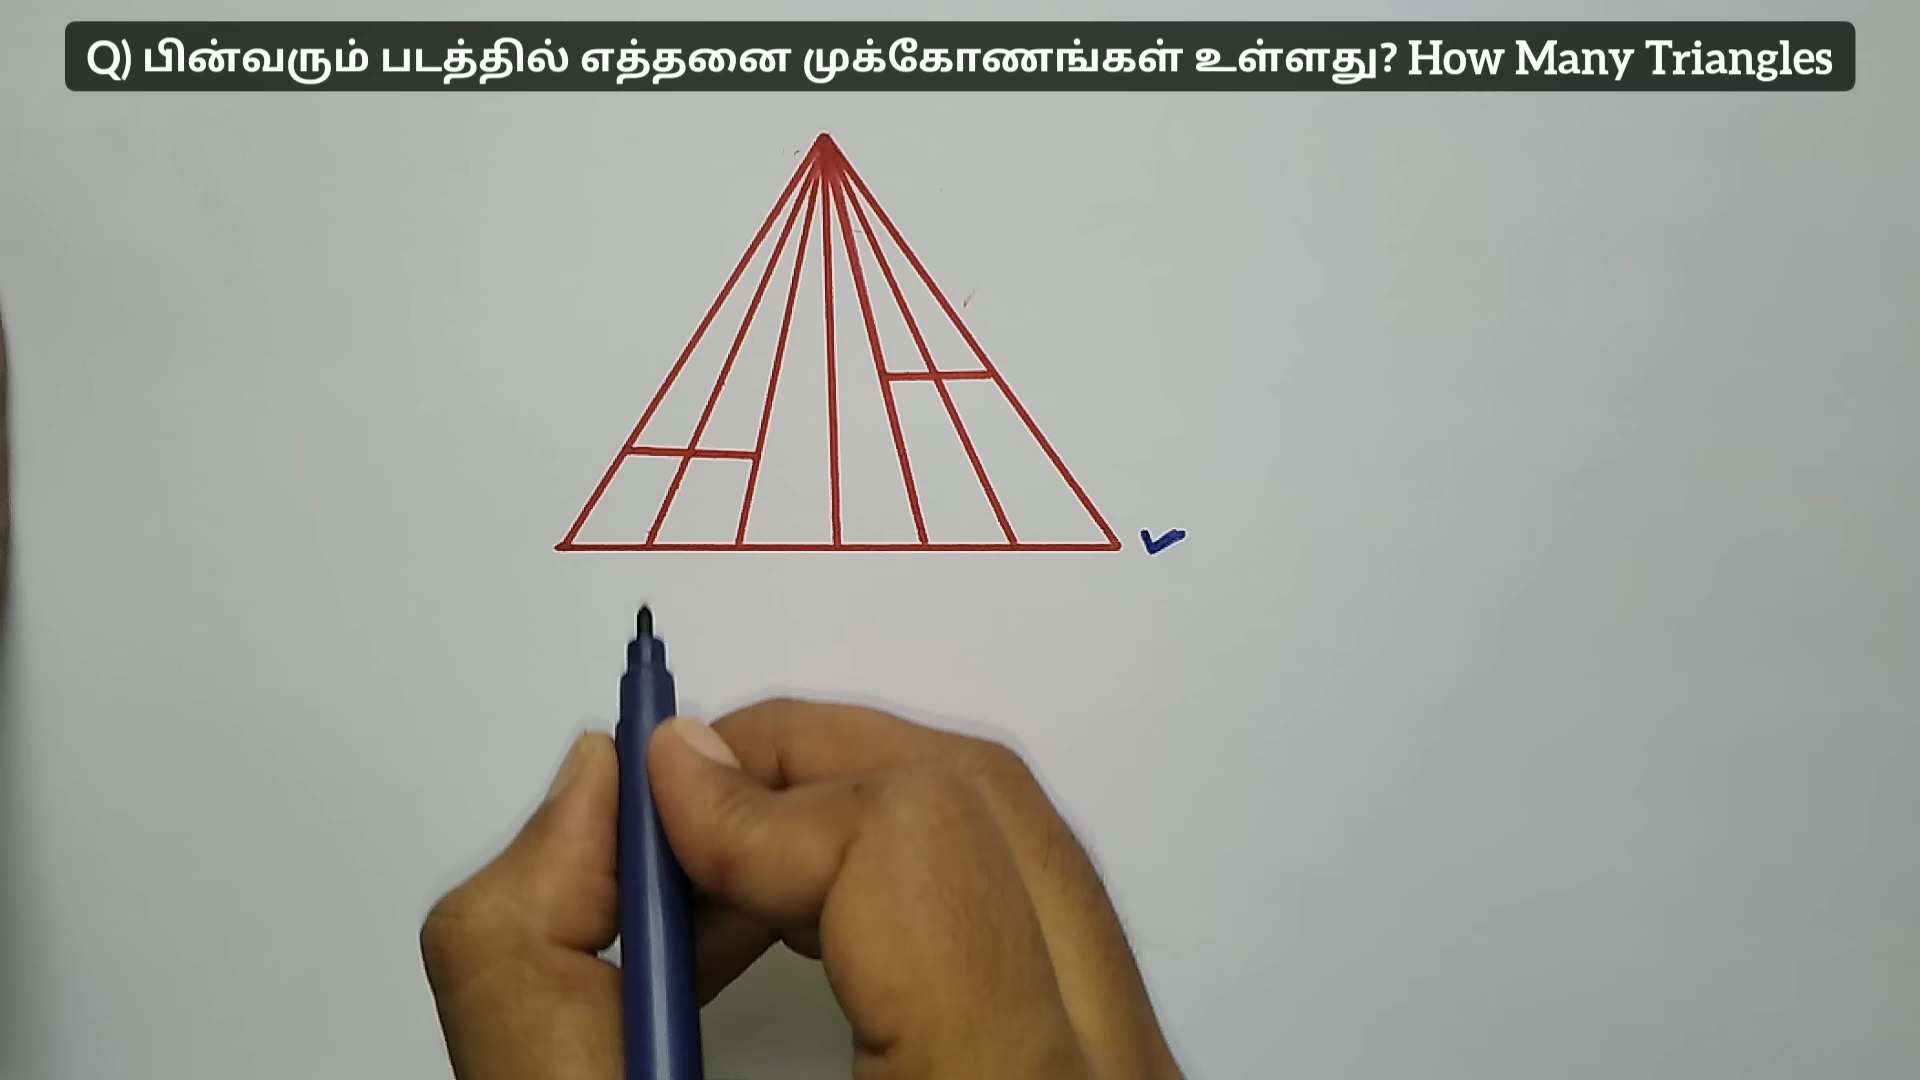 Q) பின்வரும் படத்தில் எத்தனை முக்கோணங்கள் உள்ளது? How Many Triangles